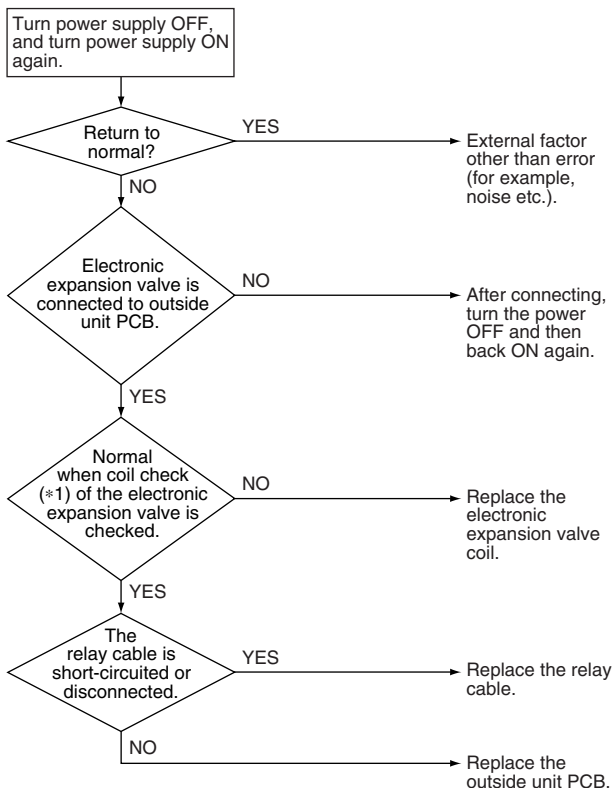 Turn power supply OFF,
and turn power supply ON
again.
Return to
normal?
YES
External factor
other than error
(for example,
noise etc.).
NO
Electronic
expansion valve is
connected to outside
unit PCB.
NO
After connecting,
turn the power
OFF and then
back ON again.
YES
Normal
when coil check
(*1) of the electronic
expansion valve is
checked.
NO
Replace the
electronic
expansion valve
coil.
YES
The
relay cable is
short-circuited or
disconnected.
YES
Replace the relay
cable.
NO
Replace the
outside unit PCB.